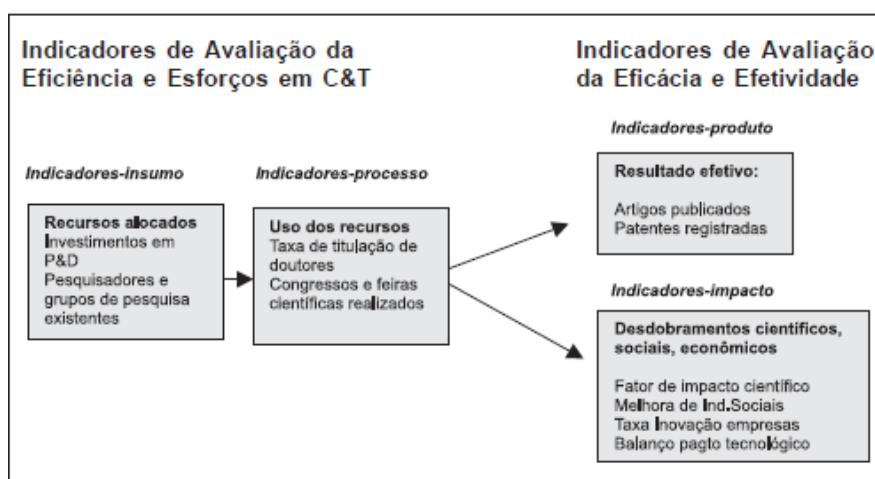 Indicadores de Avaliação da
Eficiência e Esforços em C&T
Indicadores de Avaliação
da Eficácia e Efetividade
Indicadores-insumo
Recursos alocados
Investimentos em
P&D
Pesquisadores e
grupos de pesquisa
existentes
Indicadores-processo
Uso dos recursos
Taxa de titulação de
doutores
Congressos e feiras
científicas realizados
Indicadores-produto
Resultado efetivo:
Artigos publicados
Patentes registradas
Indicadores-impacto
Desdobramentos científicos,
sociais, econômicos
Fator de impacto científico
Melhora de Ind.Sociais
Taxa Inovação empresas
Balanço pagto tecnológico